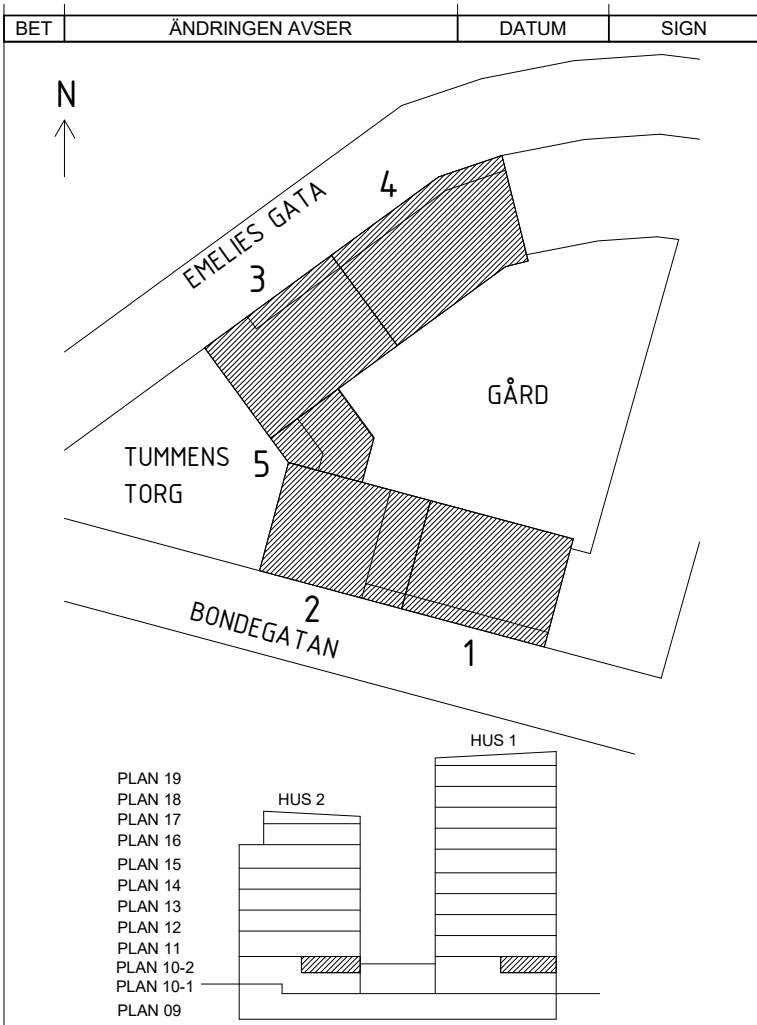 BET ÄNDRINGEN AVSER DATUM SIGN
N
4
EMELIES GATA
3
GÅRD
TUMMENS
TORG
5
2
BONDEGATAN
1
HUS 1
PLAN 19
PLAN 18
HUS 2
PLAN 17
PLAN 16
PLAN 15
PLAN 14
PLAN 13
PLAN 12
PLAN 11
PLAN 10-2
PLAN 10-1
PLAN 09